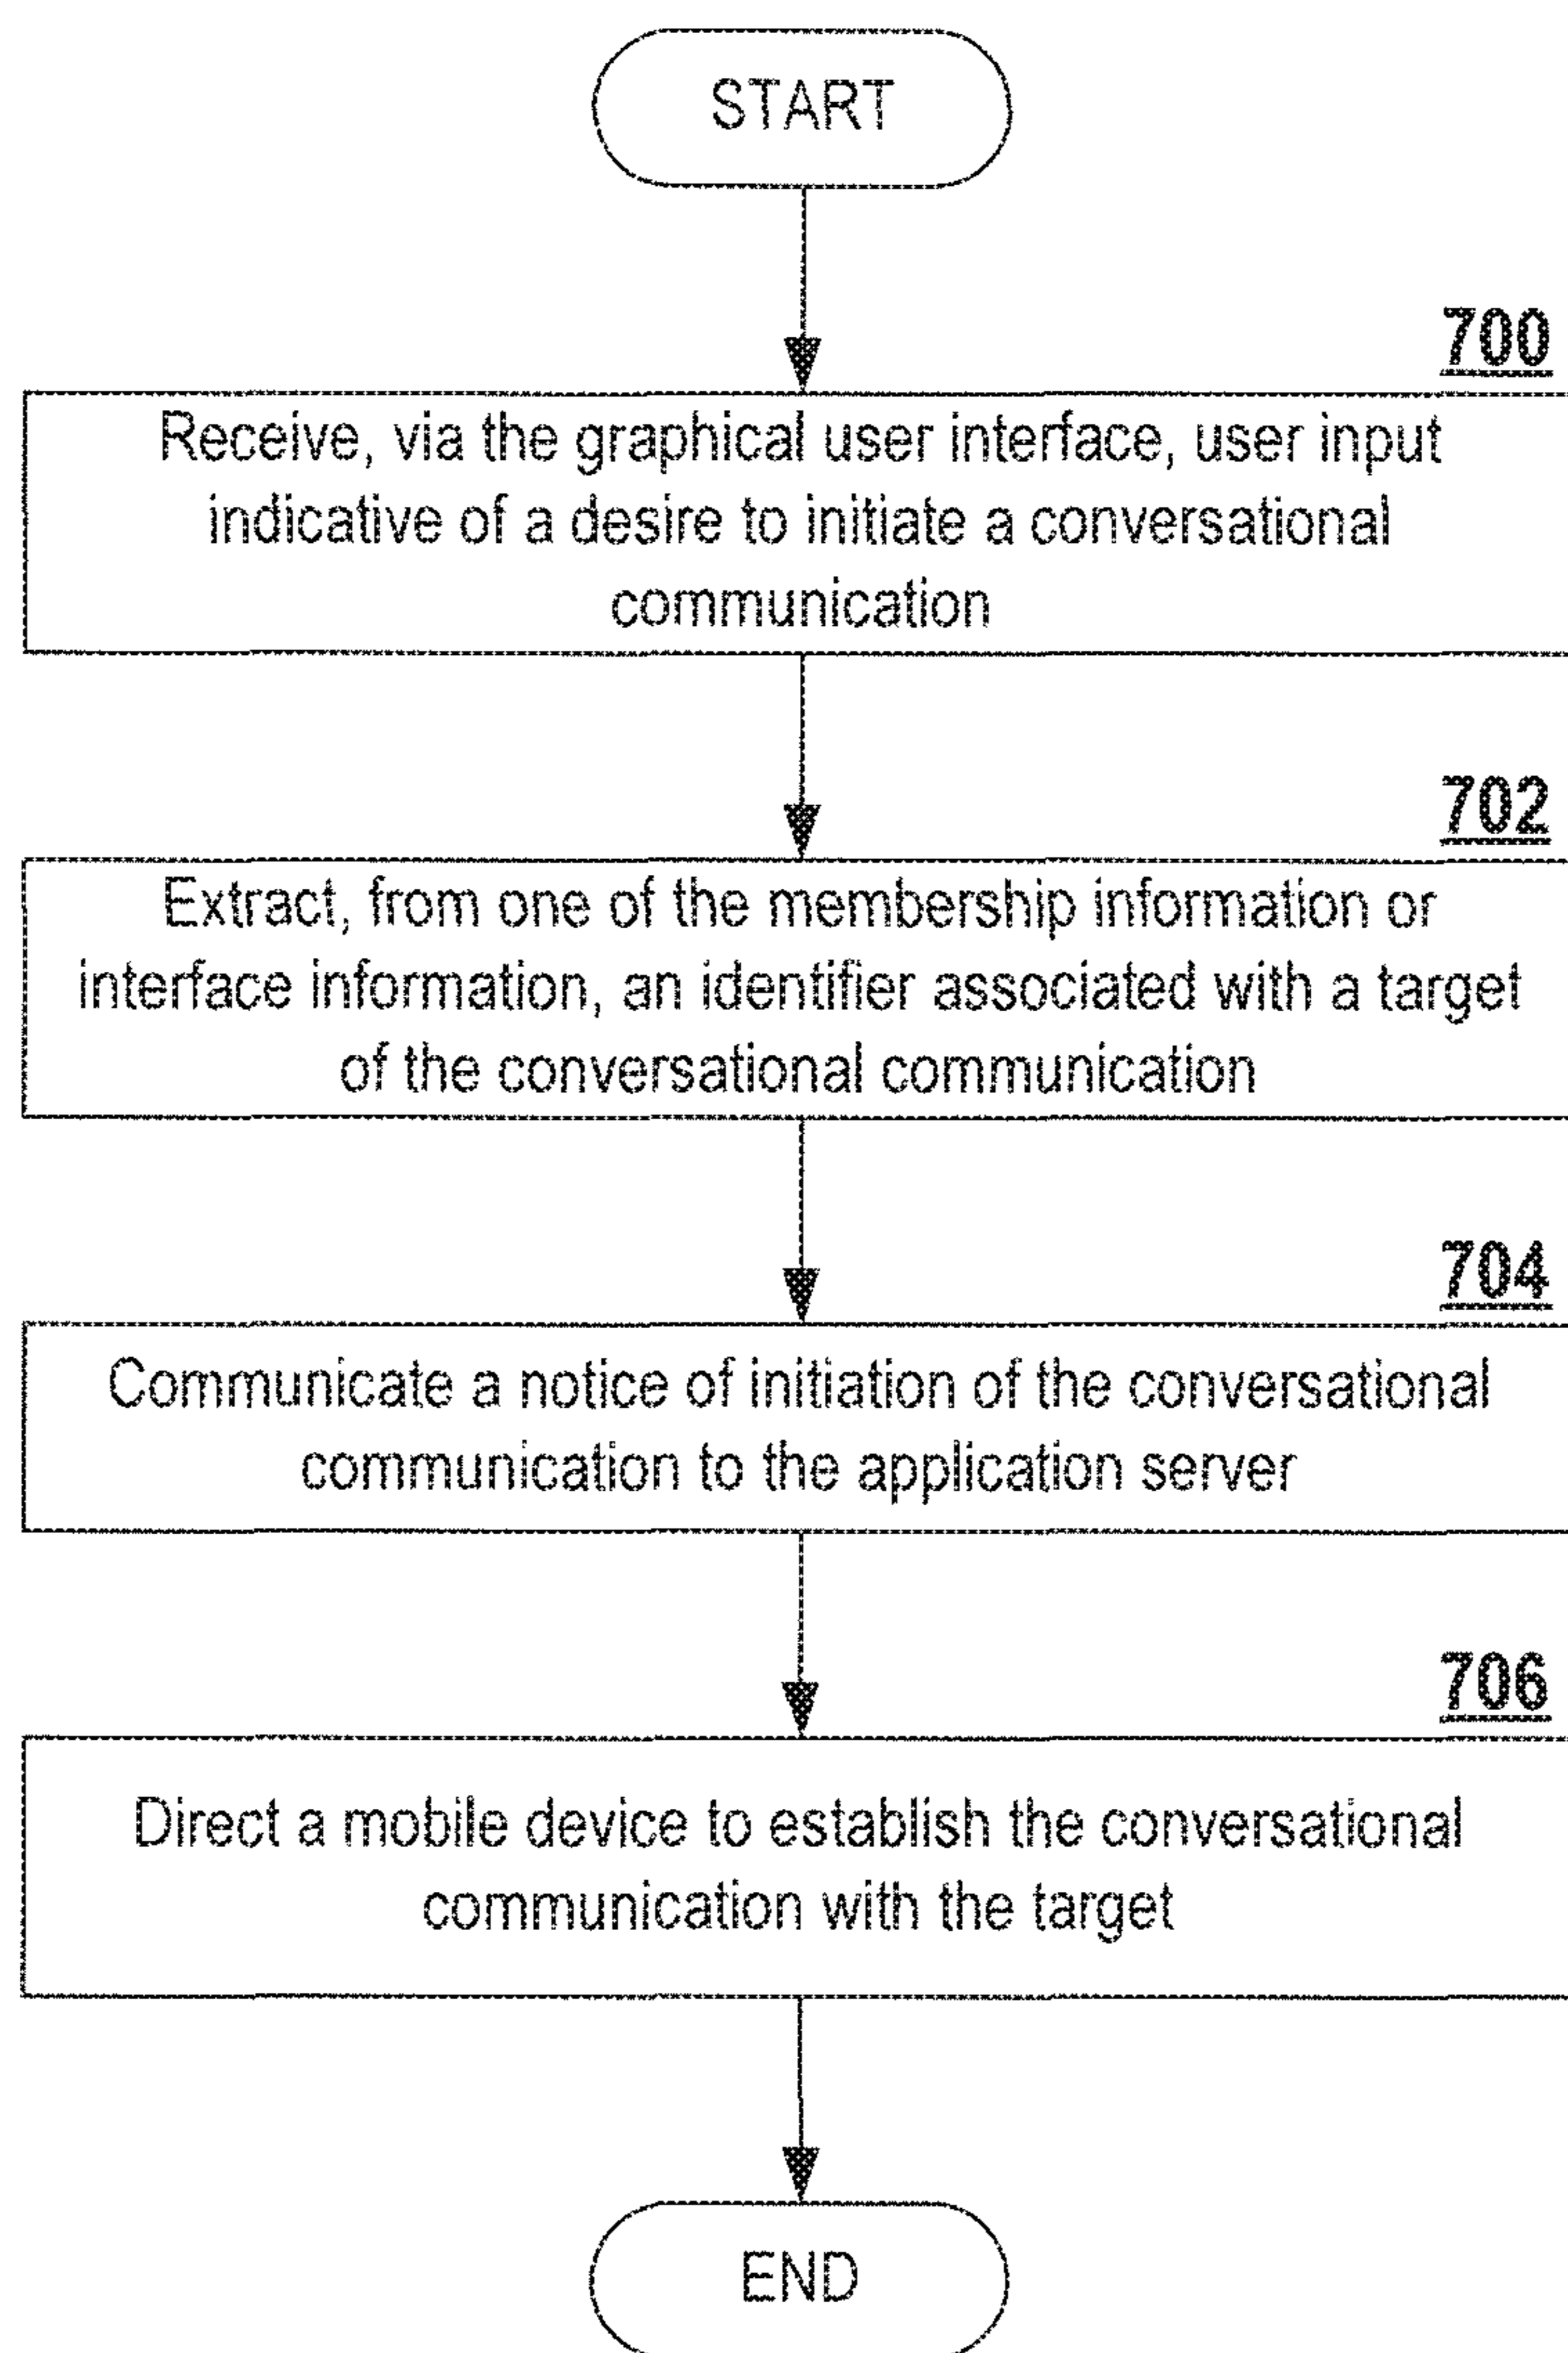 START
700
Receive, via the graphical user interface, user input
indicative of a desire to initiate a conversational
communication
702
Extract, from one of the membership information or
interface information, an identifier associated with a target
of the conversational communication
704
Communicate a notice of initiation of the conversational
communication to the application server
706
Direct a mobile device to establish the conversational
communication with the target
END